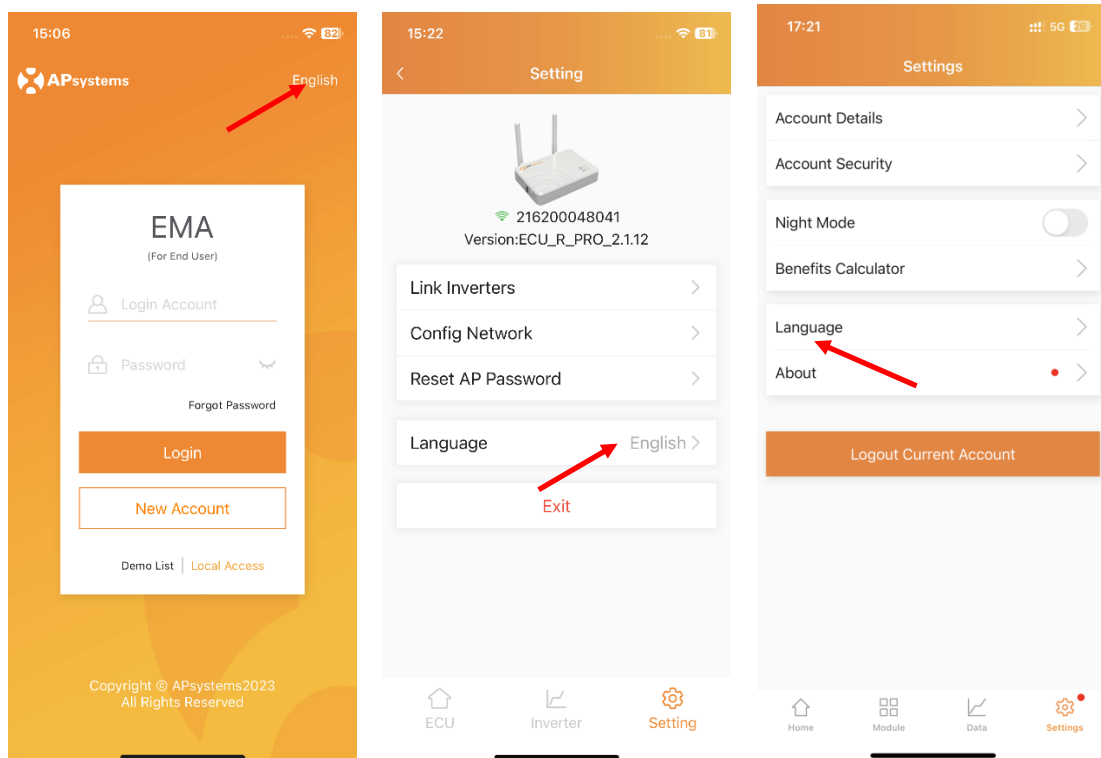 15:06
82
APsystems
English
EMA
(For End User)
Login Account
Password
Forgot Password
Login
New Account
Demo List
Local Access
Copyright © APsystems2023
All Rights Reserved
15:22
81
Setting
216200048041
Version:ECU_R_PRO_2.1.12
Link Inverters
Config Network
Reset AP Password
Language English
Exit
ECU
Inverter
Setting
17:21
5G 26
Settings
Account Details
Account Security
Night Mode
Benefits Calculator
Language
About
Logout Current Account
Home
Module
Data
Settings